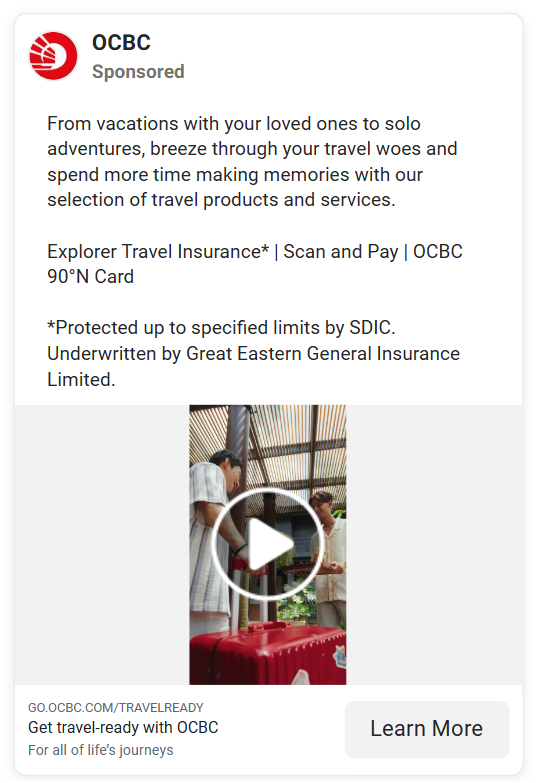 OCBC
Sponsored
From vacations with your loved ones to solo
adventures, breeze through your travel woes and
spend more time making memories with our
selection of travel products and services.
Explorer Travel Insurance* | Scan and Pay | OCBC
90°N Card
*Protected up to specified limits by SDIC.
Underwritten by Great Eastern General Insurance
Limited.
GO.OCBC.COM/TRAVELREADY
Get travel-ready with OCBC
For all of life’s journeys
Learn More